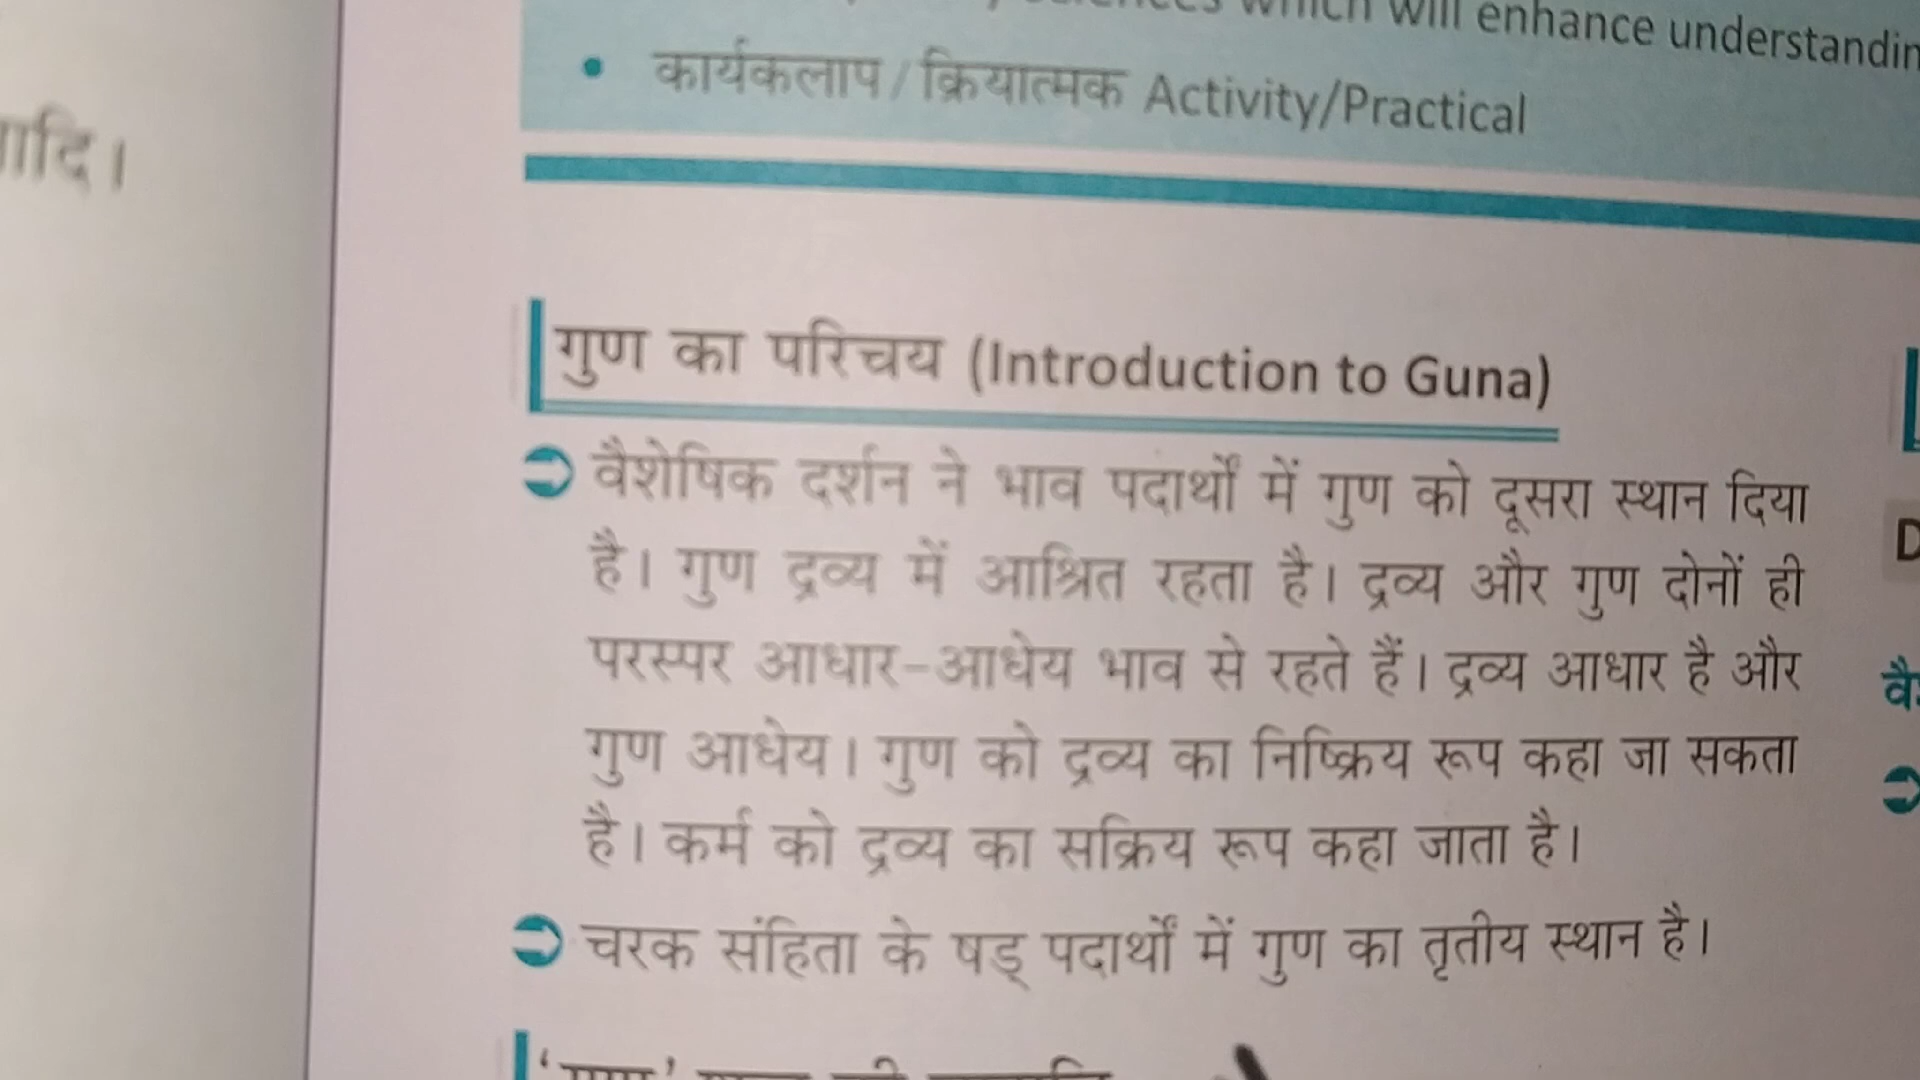 which will enhance
• कार्यकलाप / क्रियात्मक Activity/Practical
गुण का परिचय (Introduction to Guna)
वैशेषिक दर्शन ने भाव पदार्थों में गुण को दूसरा स्थान दिया
है। गुण द्रव्य में आश्रित रहता है। द्रव्य और गुण दोनों ही
परस्पर आधार-आधेय भाव से रहते हैं। द्रव्य आधार है और
गुण आधेय। गुण को द्रव्य का निष्क्रिय रूप कहा जा सकता
है। कर्म को द्रव्य का सक्रिय रूप कहा जाता है।
चरक संहिता के षड् पदार्थों में गुण का तृतीय स्थान है।